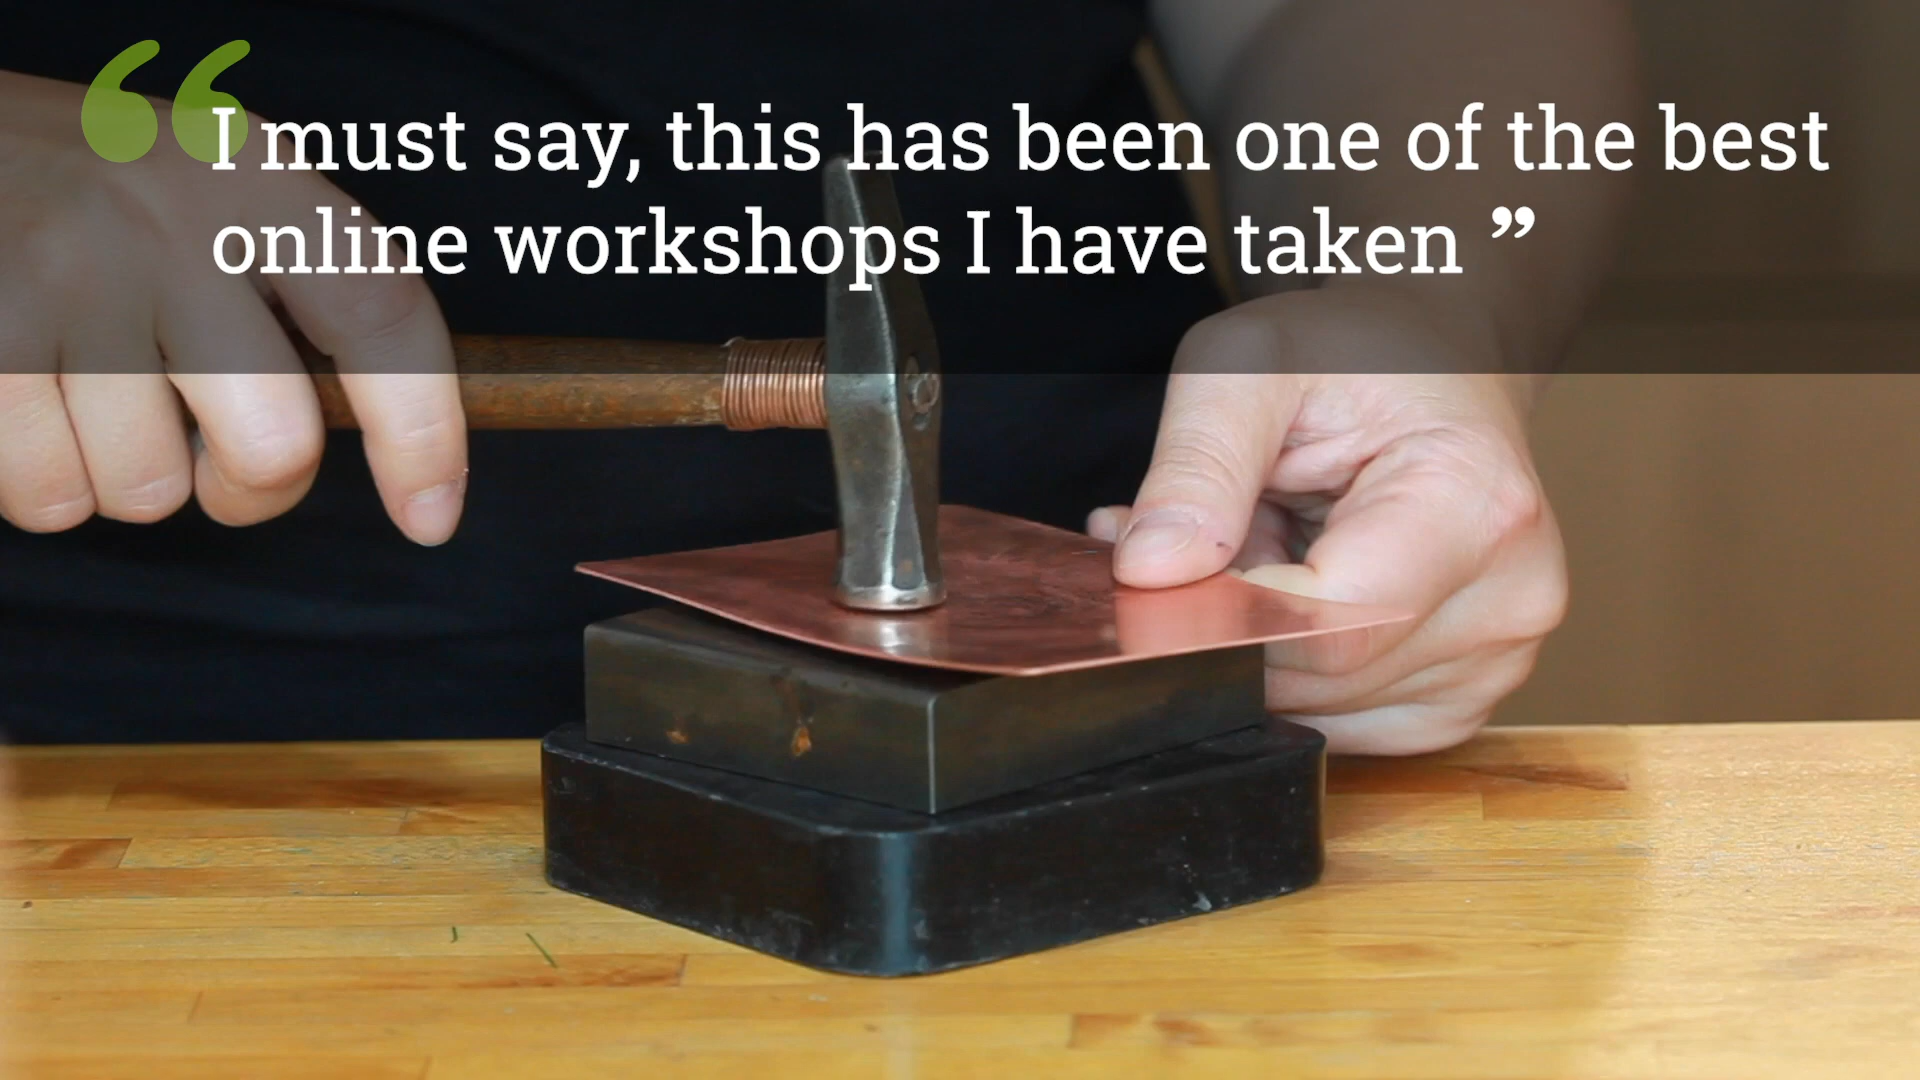 “I must say, this has been one of the best
online workshops I have taken ”